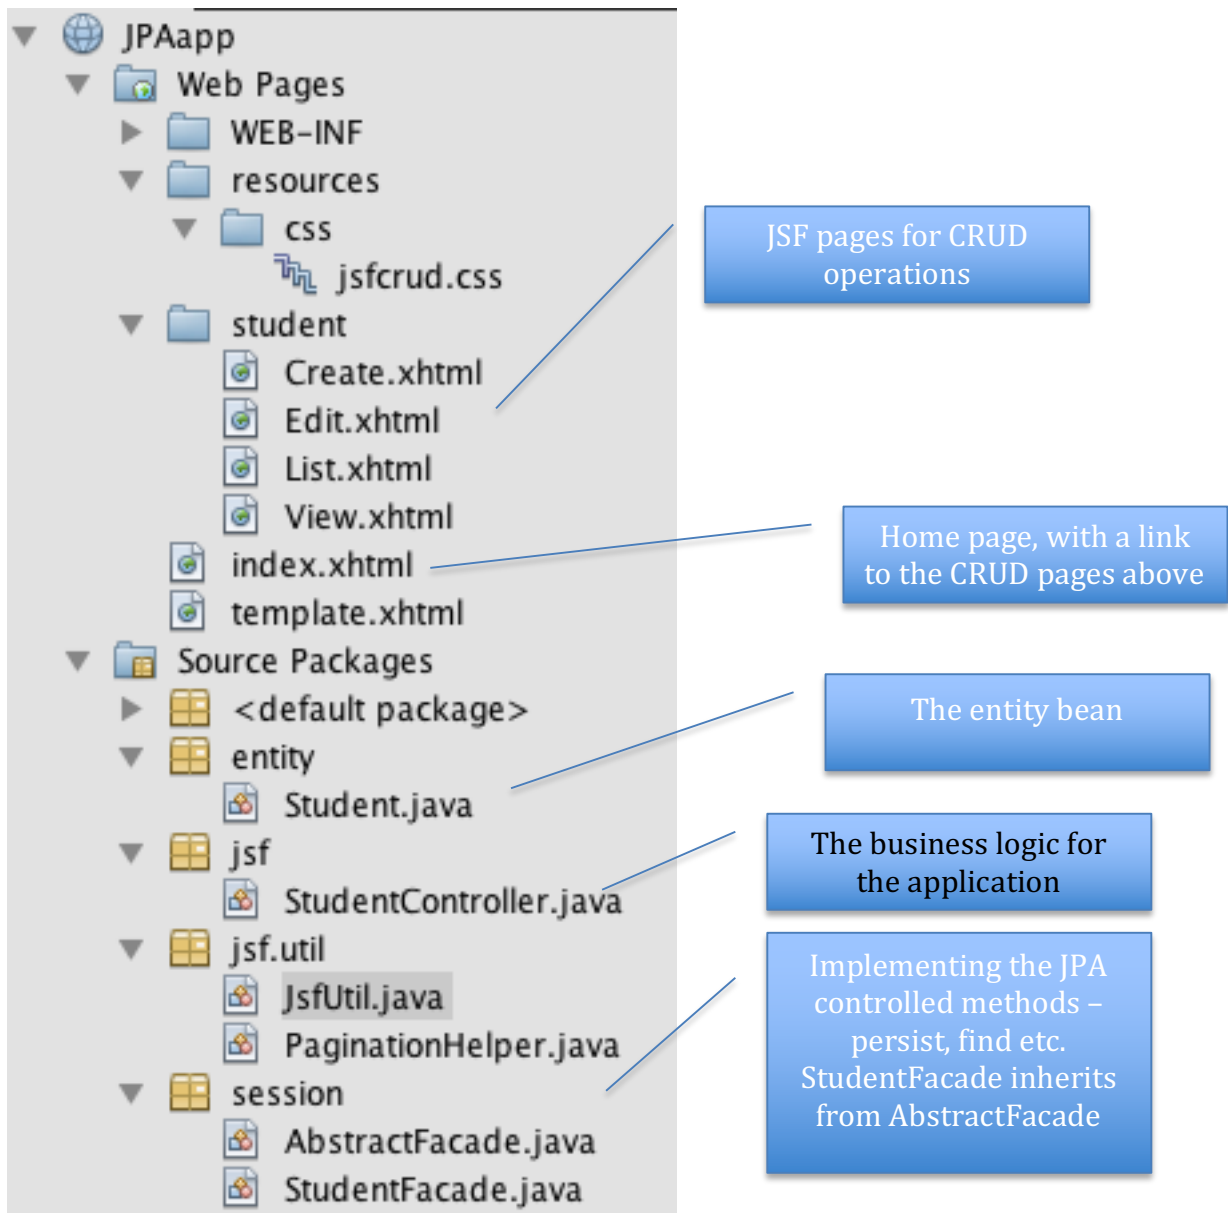 JPAapp
Web Pages
WEB-INF
resources
css
jsfcrud.css
student
Create.xhtml
Edit.xhtml
List.xhtml
View.xhtml
index.xhtml
template.xhtml
Source Packages
<default package>
entity
Student.java
jsf
StudentController.java
jsf.util
JsfUtil.java
PaginationHelper.java
session
AbstractFacade.java
StudentFacade.java
JSF pages for CRUD
operations
Home page, with a link
to the CRUD pages above
The entity bean
The business logic for
the application
Implementing the JPA
controlled methods –
persist, find etc.
StudentFacade inherits
from AbstractFacade